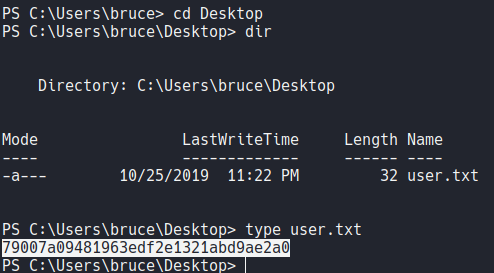 PS C:\Users\bruce> cd Desktop
PS C:\Users\bruce\Desktop> dir
Directory: C:\Users\bruce\Desktop
Mode LastWriteTime Length Name
---- ------------- ------ ----
-a--- 10/25/2019 11:22 PM 32 user.txt
PS C:\Users\bruce\Desktop> type user.txt
79007a09481963edf2e1321abd9ae2a0
PS C:\Users\bruce\Desktop>